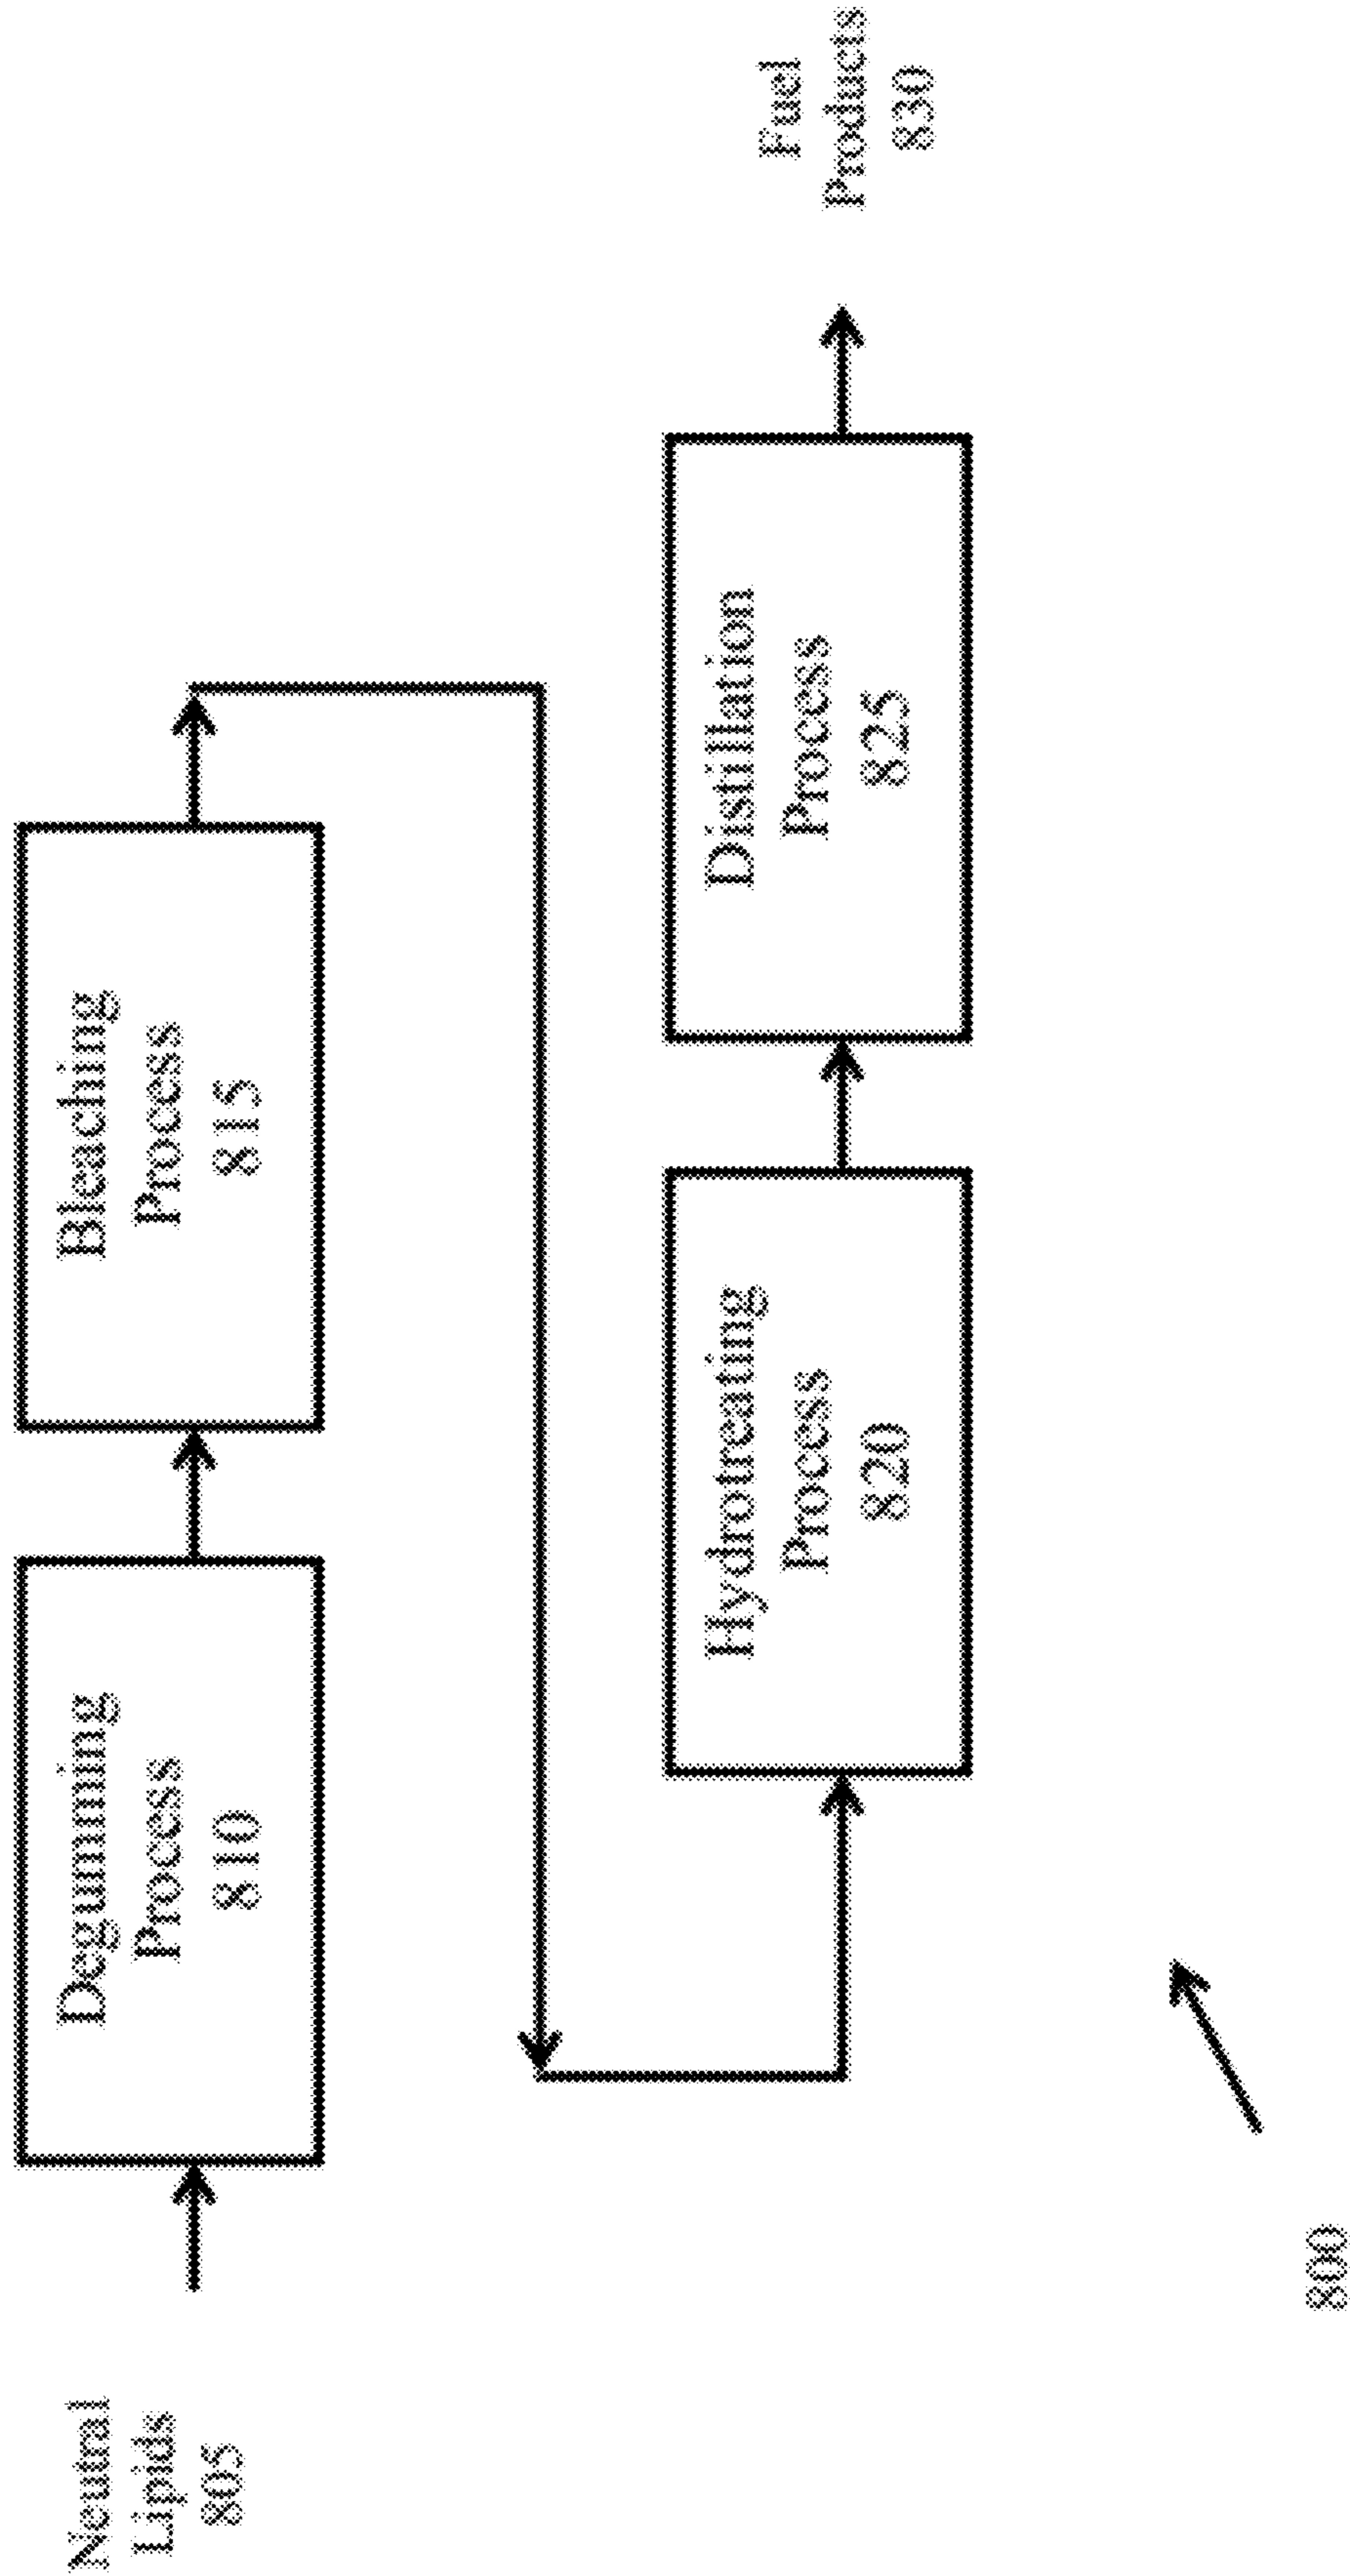 Neutral
Lipids
805
Degumming
Process
810
Bleaching
Process
815
Hydrotreating
Process
820
Distillation
Process
825
Fuel
Products
830
800